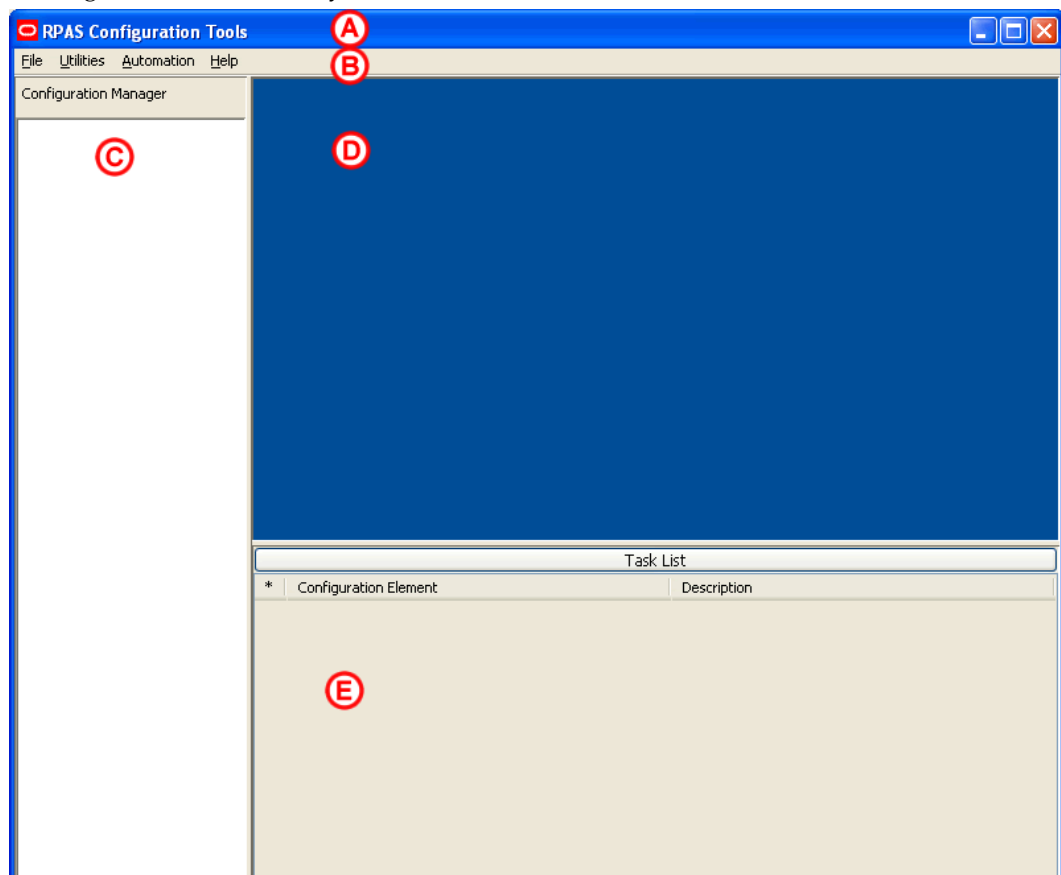 RPAS Configuration Tools A
File Utilities Automation Help B
Configuration Manager
C
D
Task List
* Configuration Element Description
E